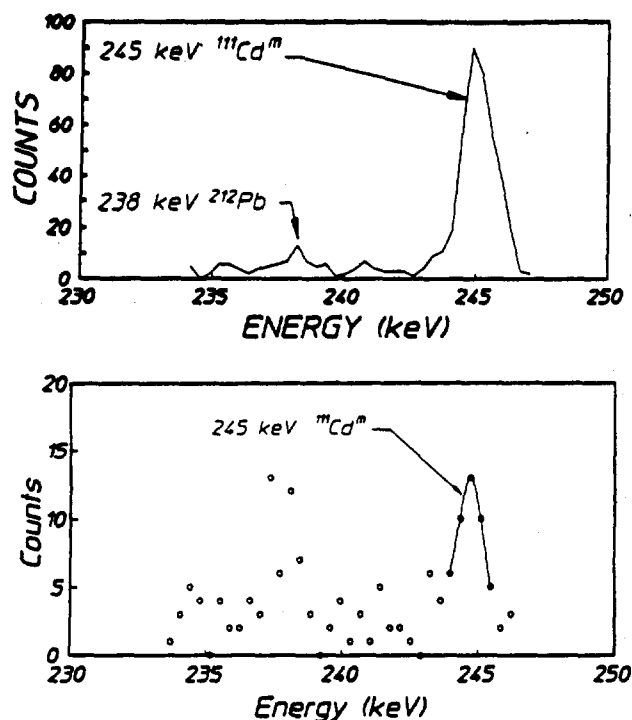 100
80
60
40
20
0
COUNTS
245 keV ¹¹¹Cdᵐ
238 keV ²¹²Pb
230 235 240 245 250
ENERGY (keV)
20
15
10
5
0
Counts
245 keV ¹¹¹Cdᵐ
230 235 240 245 250
Energy (keV)